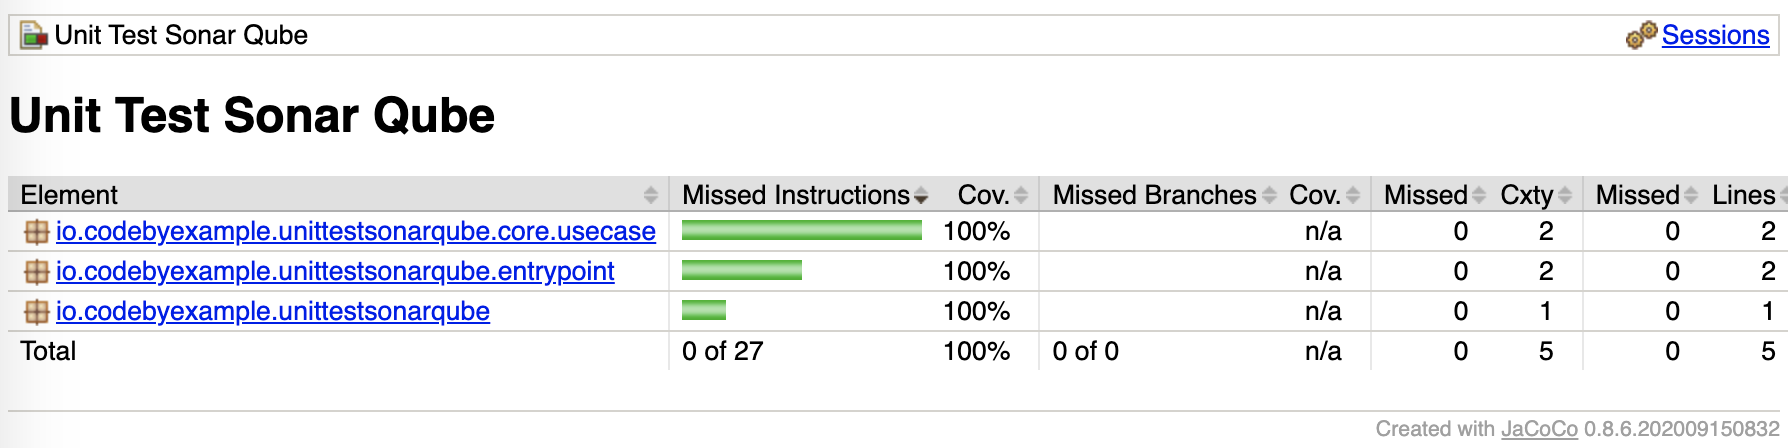 Unit Test Sonar Qube Sessions
Unit Test Sonar Qube
Element Missed Instructions Cov. Missed Branches Cov. Missed Cxty Missed Lines
io.codebyexample.unittestsonarqube.core.usecase 100% n/a 0 2 0 2
io.codebyexample.unittestsonarqube.entrypoint 100% n/a 0 2 0 2
io.codebyexample.unittestsonarqube 100% n/a 0 1 0 1
Total 0 of 27 100% 0 of 0 n/a 0 5 0 5
Created with JaCoCo 0.8.6.202009150832